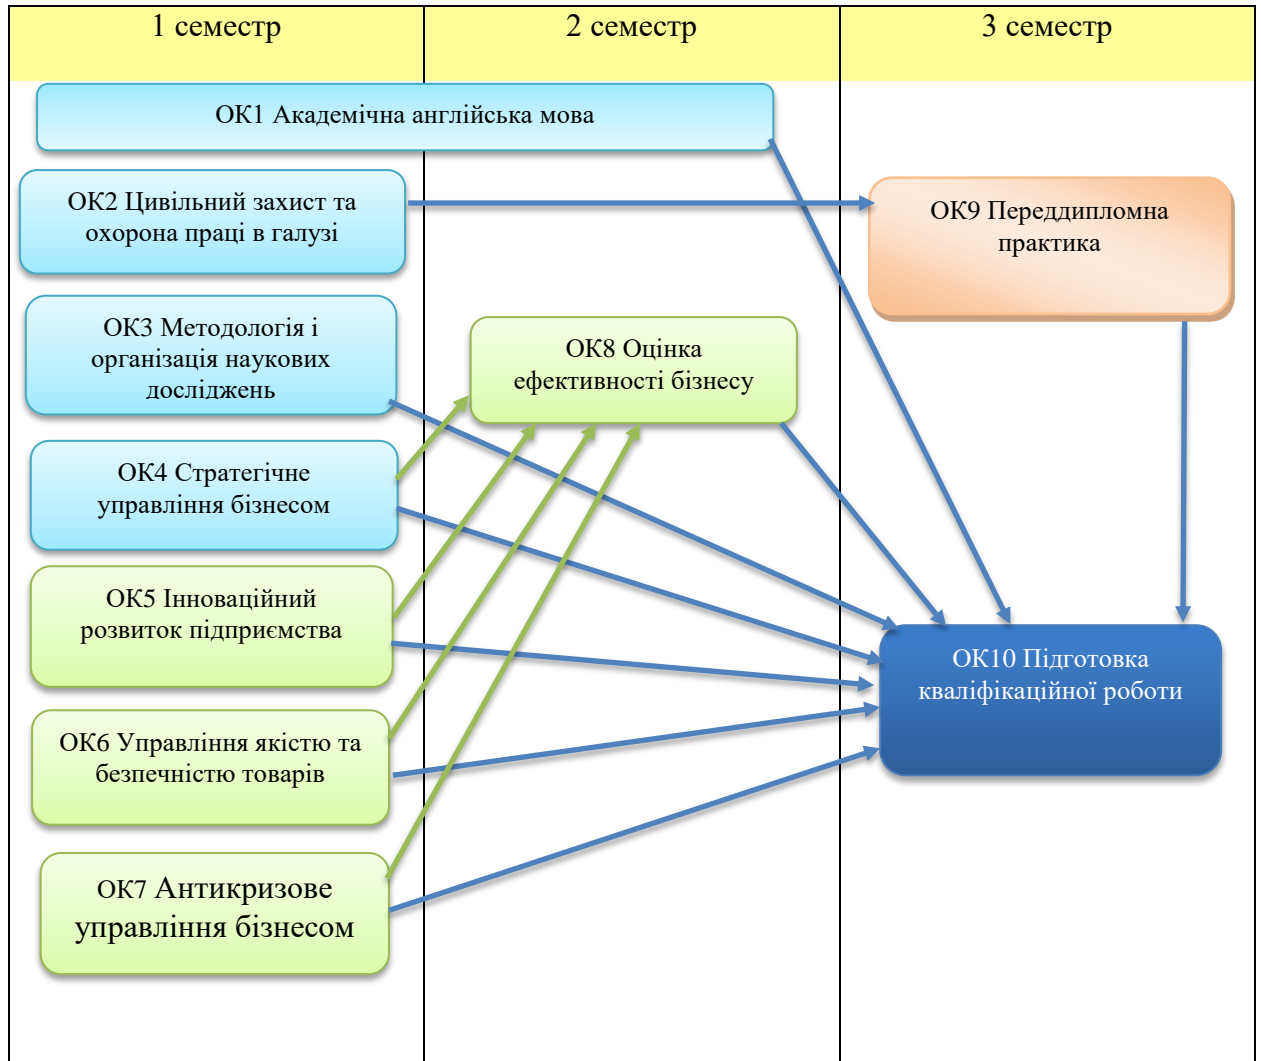 1 семестр
2 семестр
3 семестр
ОК1 Академічна англійська мова
ОК2 Цивільний захист та
охорона праці в галузі
ОК9 Переддипломна
практика
ОК3 Методологія і
організація наукових
досліджень
ОК8 Оцінка
ефективності бізнесу
ОК4 Стратегічне
управління бізнесом
ОК5 Інноваційний
розвиток підприємства
ОК10 Підготовка
кваліфікаційної роботи
ОК6 Управління якістю та
безпечністю товарів
ОК7 Антикризове
управління бізнесом